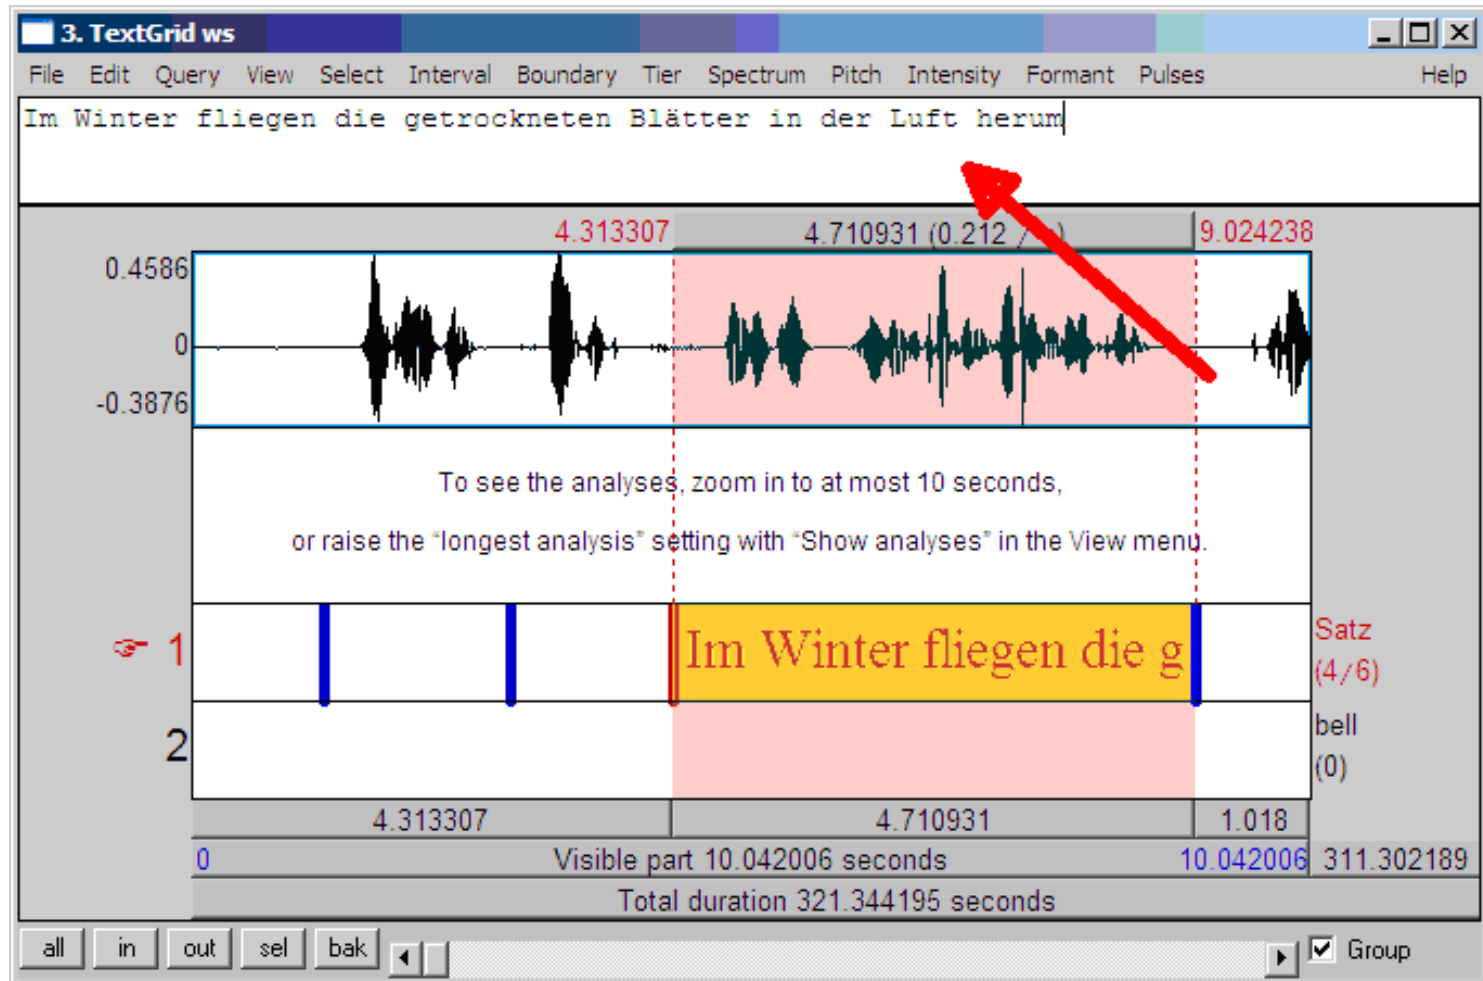 3. TextGrid ws
File Edit Query View Select Interval Boundary Tier Spectrum Pitch Intensity Formant Pulses Help
Im Winter fliegen die getrockneten Blätter in der Luft herum
4.313307 4.710931 (0.212 / 9.024238
0.4586
0
-0.3876
To see the analyses, zoom in to at most 10 seconds,
or raise the "longest analysis" setting with "Show analyses" in the View menu.
1 Im Winter fliegen die g Satz
(4/6)
2 bell
(0)
4.313307 4.710931 1.018
0 Visible part 10.042006 seconds 10.042006 311.302189
Total duration 321.344195 seconds
all in out sel bak Group